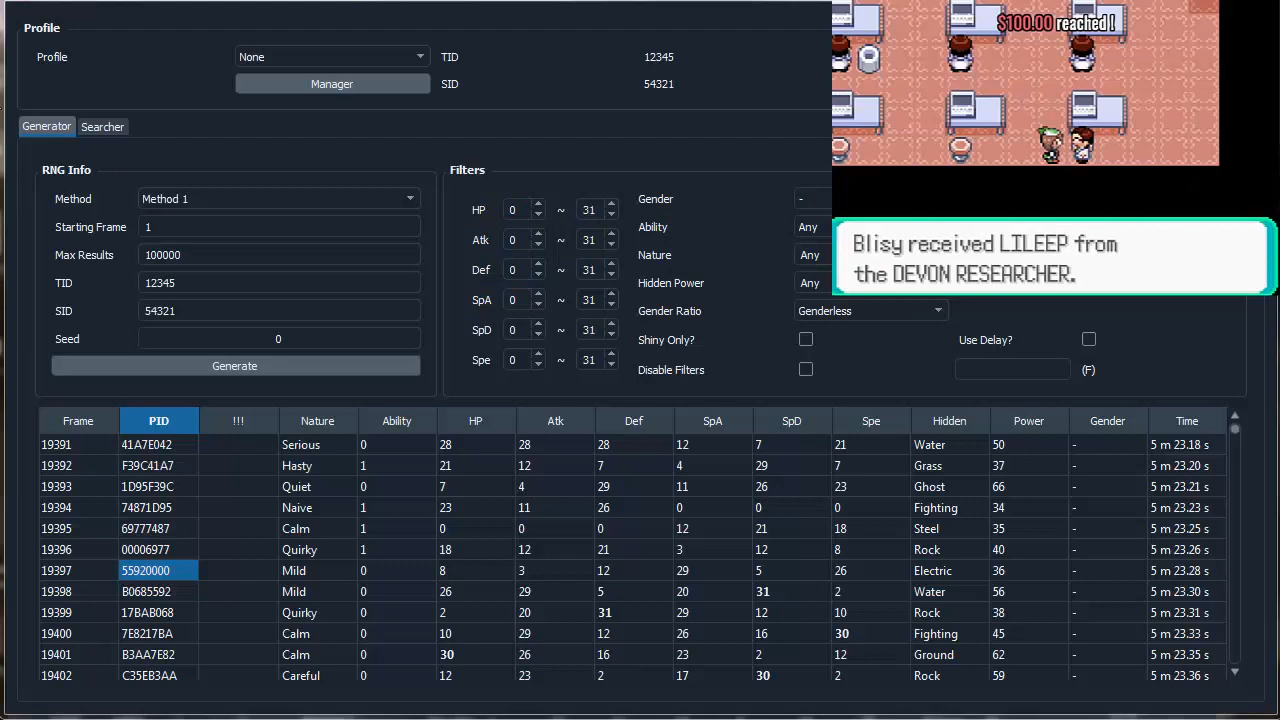 Profile
$100.00 reached !
Profile None TID 12345
Manager SID 54321
Generator Searcher
RNG Info
Method Method 1
Starting Frame 1
Max Results 100000
TID 12345
SID 54321
Seed 0
Generate
Filters
HP 0 ~ 31
Atk 0 ~ 31
Def 0 ~ 31
SpA 0 ~ 31
SpD 0 ~ 31
Spe 0 ~ 31
Gender -
Ability Any
Nature Any
Hidden Power Any
Gender Ratio Genderless
Shiny Only? Use Delay?
Disable Filters (F)
Blisy received LILEEP from
the DEVON RESEARCHER.
Frame PID !!! Nature Ability HP Atk Def SpA SpD Spe Hidden Power Gender Time
19391 41A7E042 Serious 0 28 28 28 12 7 21 Water 50 - 5 m 23.18 s
19392 F39C41A7 Hasty 1 21 12 7 4 29 7 Grass 37 - 5 m 23.20 s
19393 1D95F39C Quiet 0 7 4 29 11 26 23 Ghost 66 - 5 m 23.21 s
19394 74871D95 Naive 1 23 11 26 0 0 0 Fighting 34 - 5 m 23.23 s
19395 69777487 Calm 1 0 0 0 12 21 18 Steel 35 - 5 m 23.25 s
19396 00006977 Quirky 1 18 12 21 3 12 8 Rock 40 - 5 m 23.26 s
19397 55920000 Mild 0 8 3 12 29 5 26 Electric 36 - 5 m 23.28 s
19398 B0685592 Mild 0 26 29 5 20 31 2 Water 56 - 5 m 23.30 s
19399 17BAB068 Quirky 0 2 20 31 29 12 10 Rock 38 - 5 m 23.31 s
19400 7E8217BA Calm 0 10 29 12 26 16 30 Fighting 45 - 5 m 23.33 s
19401 B3AA7E82 Calm 0 30 26 16 23 2 12 Ground 62 - 5 m 23.35 s
19402 C35EB3AA Careful 0 12 23 2 17 30 2 Rock 59 - 5 m 23.36 s